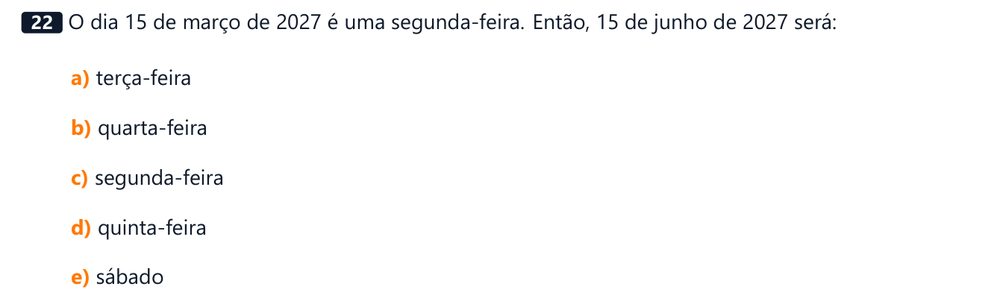 22 O dia 15 de março de 2027 é uma segunda-feira. Então, 15 de junho de 2027 será:
a) terça-feira
b) quarta-feira
c) segunda-feira
d) quinta-feira
e) sábado